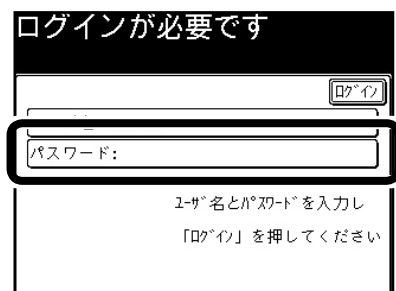 ログインが必要です
ログイン
パスワード:
ユーザ名とパスワードを入力し
「ログイン」を押してください